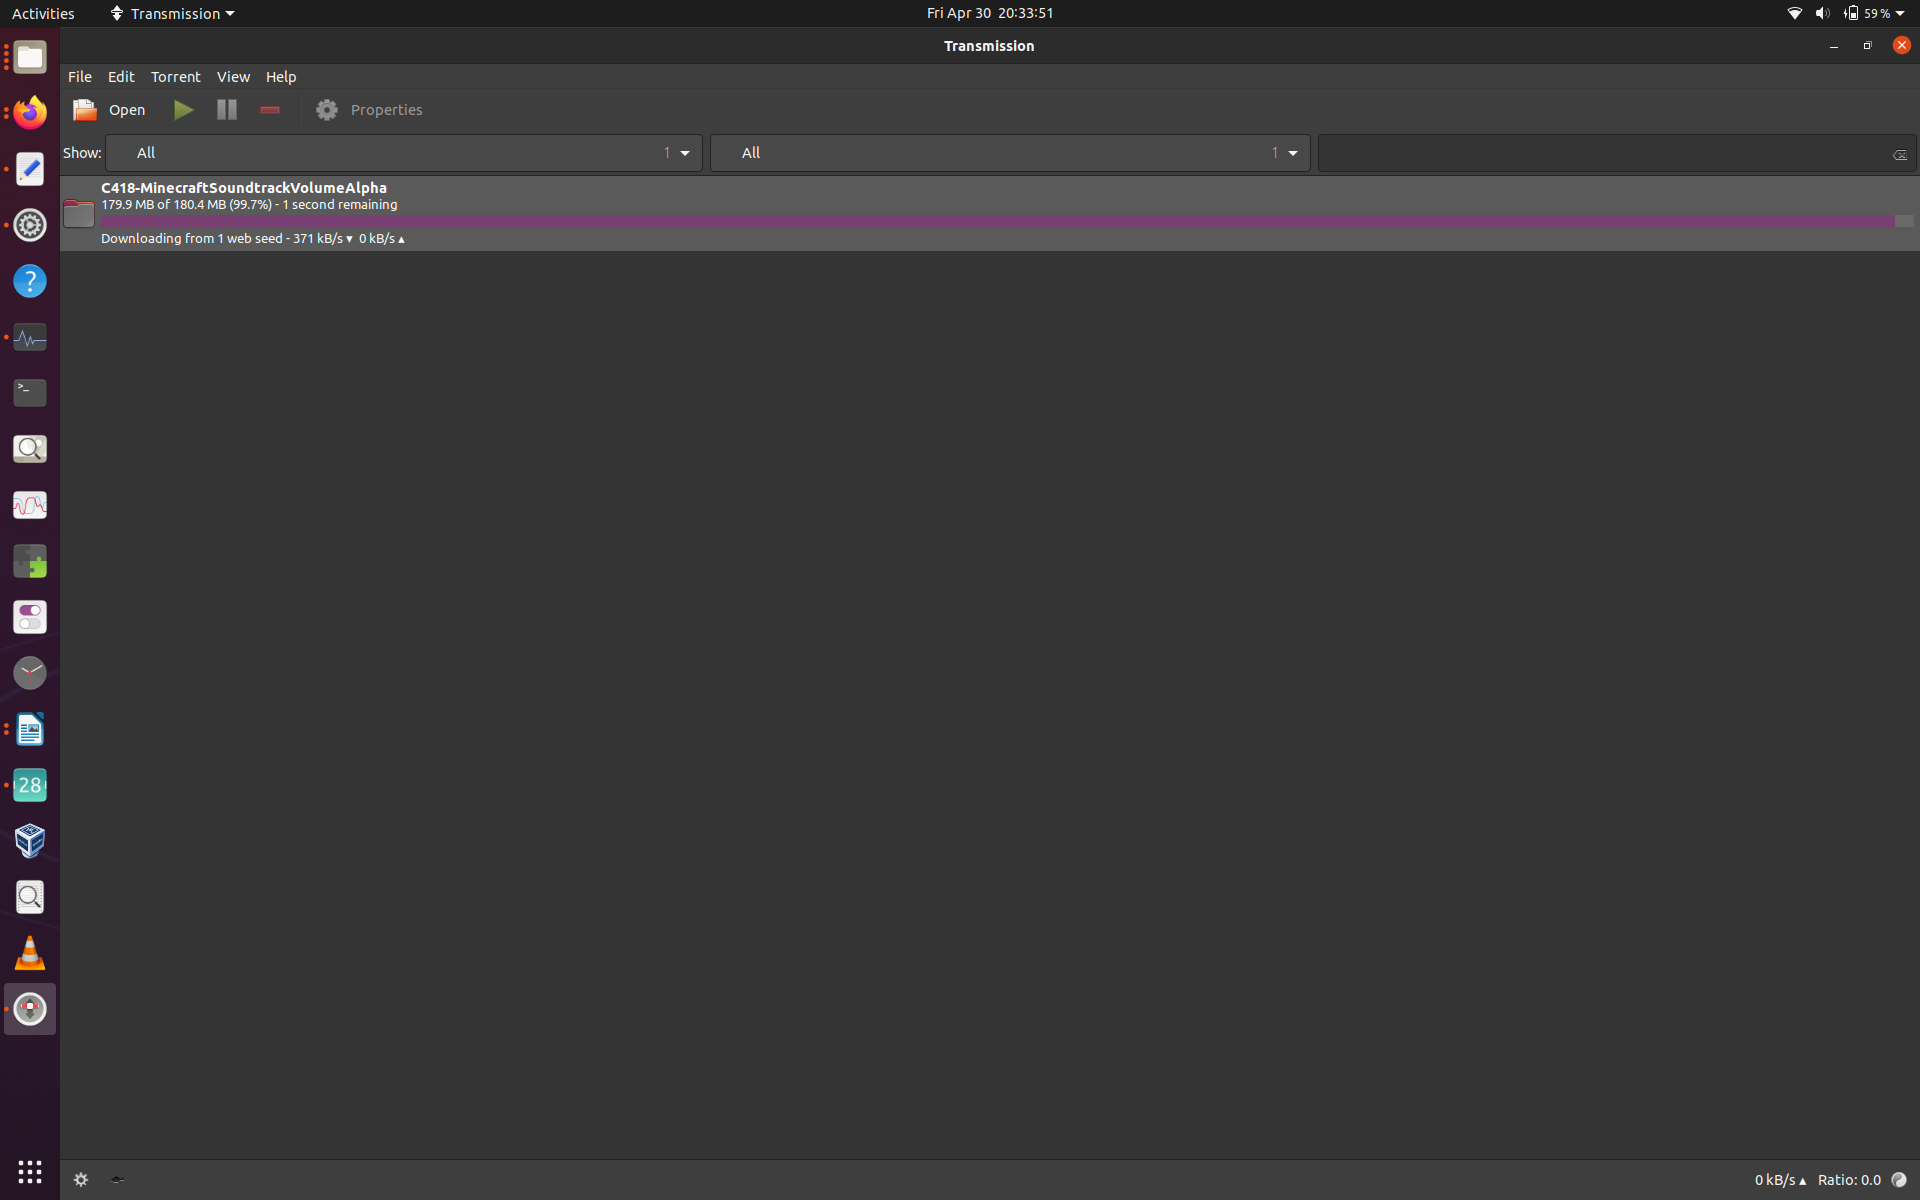 Activities Transmission Fri Apr 30 20:33:51 59 %
Transmission
File Edit Torrent View Help
Open Properties
Show: All 1 All 1
C418-MinecraftSoundtrackVolumeAlpha
179.9 MB of 180.4 MB (99.7%) - 1 second remaining
Downloading from 1 web seed - 371 kB/s ▾ 0 kB/s ▴
?
>_
28
0 kB/s ▴ Ratio: 0.0